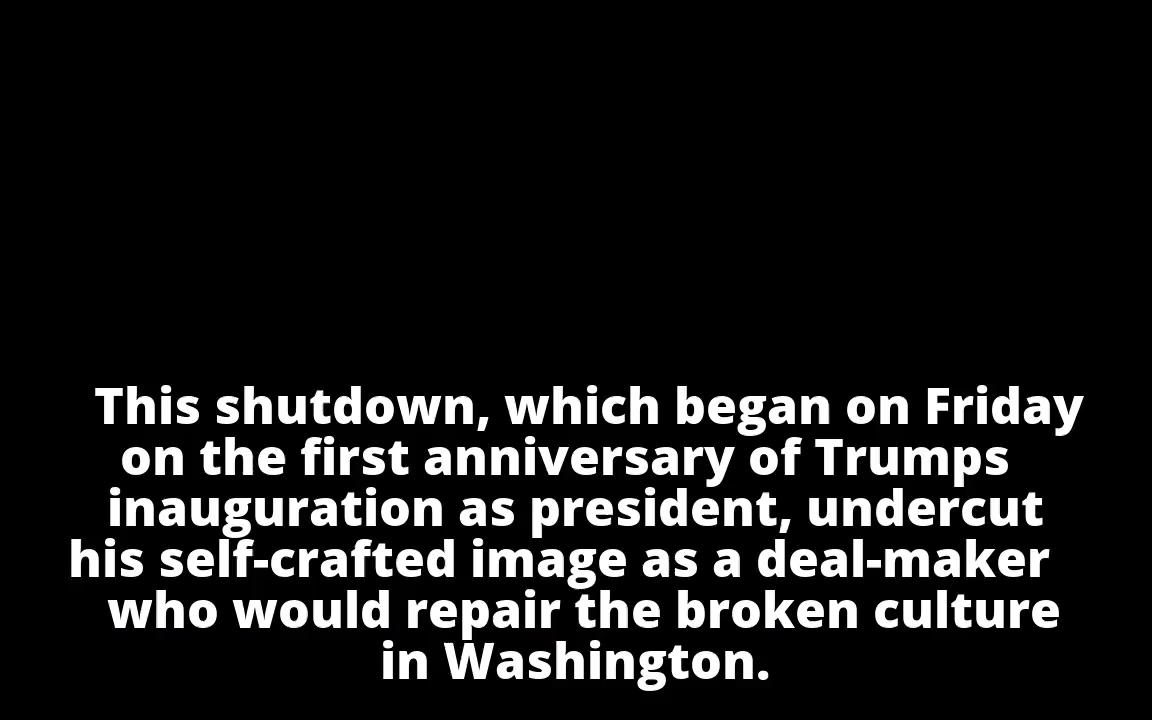 This shutdown, which began on Friday
on the first anniversary of Trumps
inauguration as president, undercut
his self-crafted image as a deal-maker
who would repair the broken culture
in Washington.